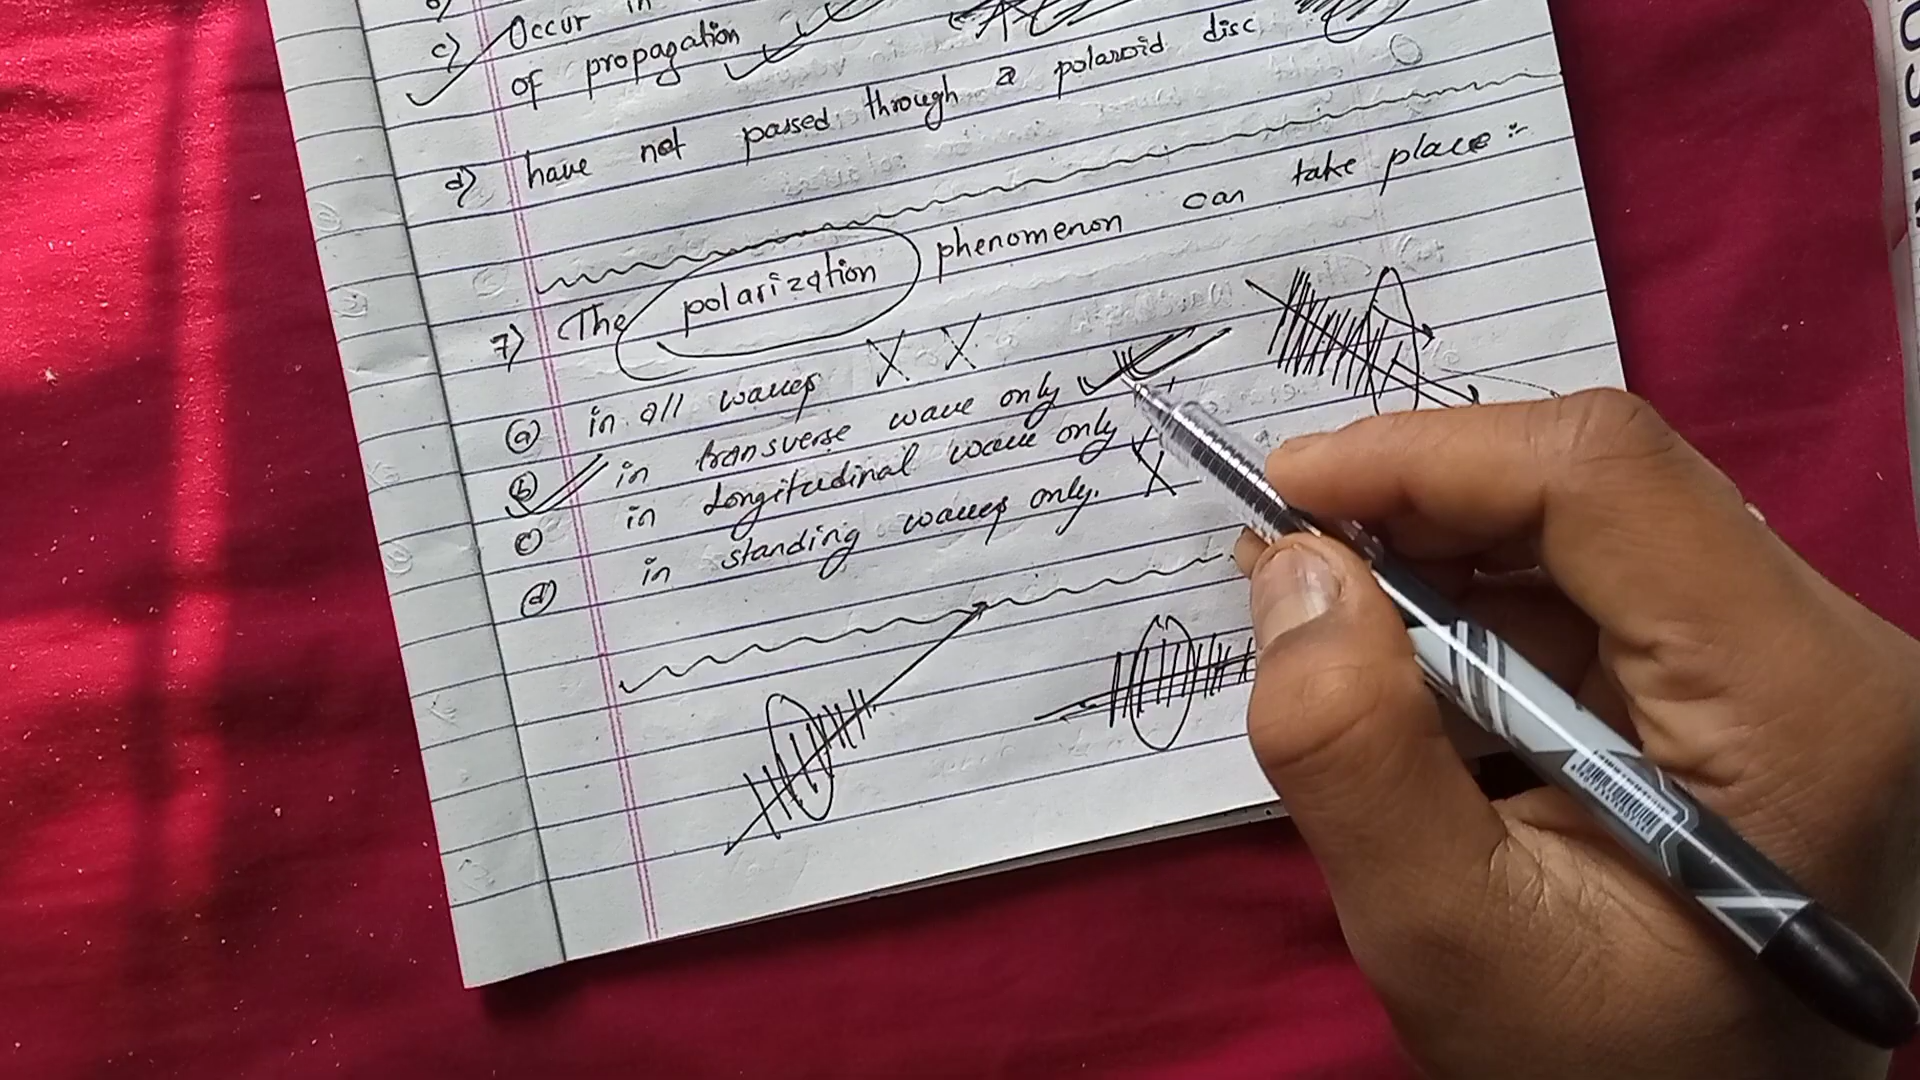 c) Occur in
of propagation
d) have not passed through a polaroid disc
7) The polarization phenomenon can take place :-
(a) in all waves
(b) in transverse wave only
(c) in Longitudinal wave only
(d) in standing waves only.